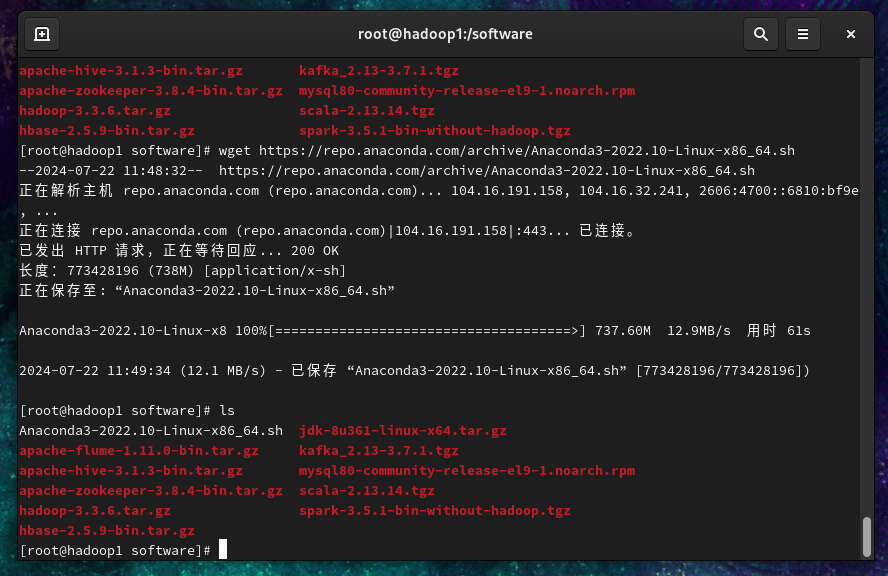 root@hadoop1:/software
apache-hive-3.1.3-bin.tar.gz       kafka_2.13-3.7.1.tgz
apache-zookeeper-3.8.4-bin.tar.gz  mysql80-community-release-el9-1.noarch.rpm
hadoop-3.3.6.tar.gz                scala-2.13.14.tgz
hbase-2.5.9-bin.tar.gz             spark-3.5.1-bin-without-hadoop.tgz
[root@hadoop1 software]# wget https://repo.anaconda.com/archive/Anaconda3-2022.10-Linux-x86_64.sh
--2024-07-22 11:48:32--  https://repo.anaconda.com/archive/Anaconda3-2022.10-Linux-x86_64.sh
正在解析主机 repo.anaconda.com (repo.anaconda.com)... 104.16.191.158, 104.16.32.241, 2606:4700::6810:bf9e
, ...
正在连接 repo.anaconda.com (repo.anaconda.com)|104.16.191.158|:443... 已连接。
已发出 HTTP 请求，正在等待回应... 200 OK
长度：773428196 (738M) [application/x-sh]
正在保存至: “Anaconda3-2022.10-Linux-x86_64.sh”
Anaconda3-2022.10-Linux-x8 100%[=====================================>] 737.60M  12.9MB/s  用时 61s
2024-07-22 11:49:34 (12.1 MB/s) - 已保存 “Anaconda3-2022.10-Linux-x86_64.sh” [773428196/773428196])
[root@hadoop1 software]# ls
Anaconda3-2022.10-Linux-x86_64.sh  jdk-8u361-linux-x64.tar.gz
apache-flume-1.11.0-bin.tar.gz     kafka_2.13-3.7.1.tgz
apache-hive-3.1.3-bin.tar.gz       mysql80-community-release-el9-1.noarch.rpm
apache-zookeeper-3.8.4-bin.tar.gz  scala-2.13.14.tgz
hadoop-3.3.6.tar.gz                spark-3.5.1-bin-without-hadoop.tgz
hbase-2.5.9-bin.tar.gz
[root@hadoop1 software]#